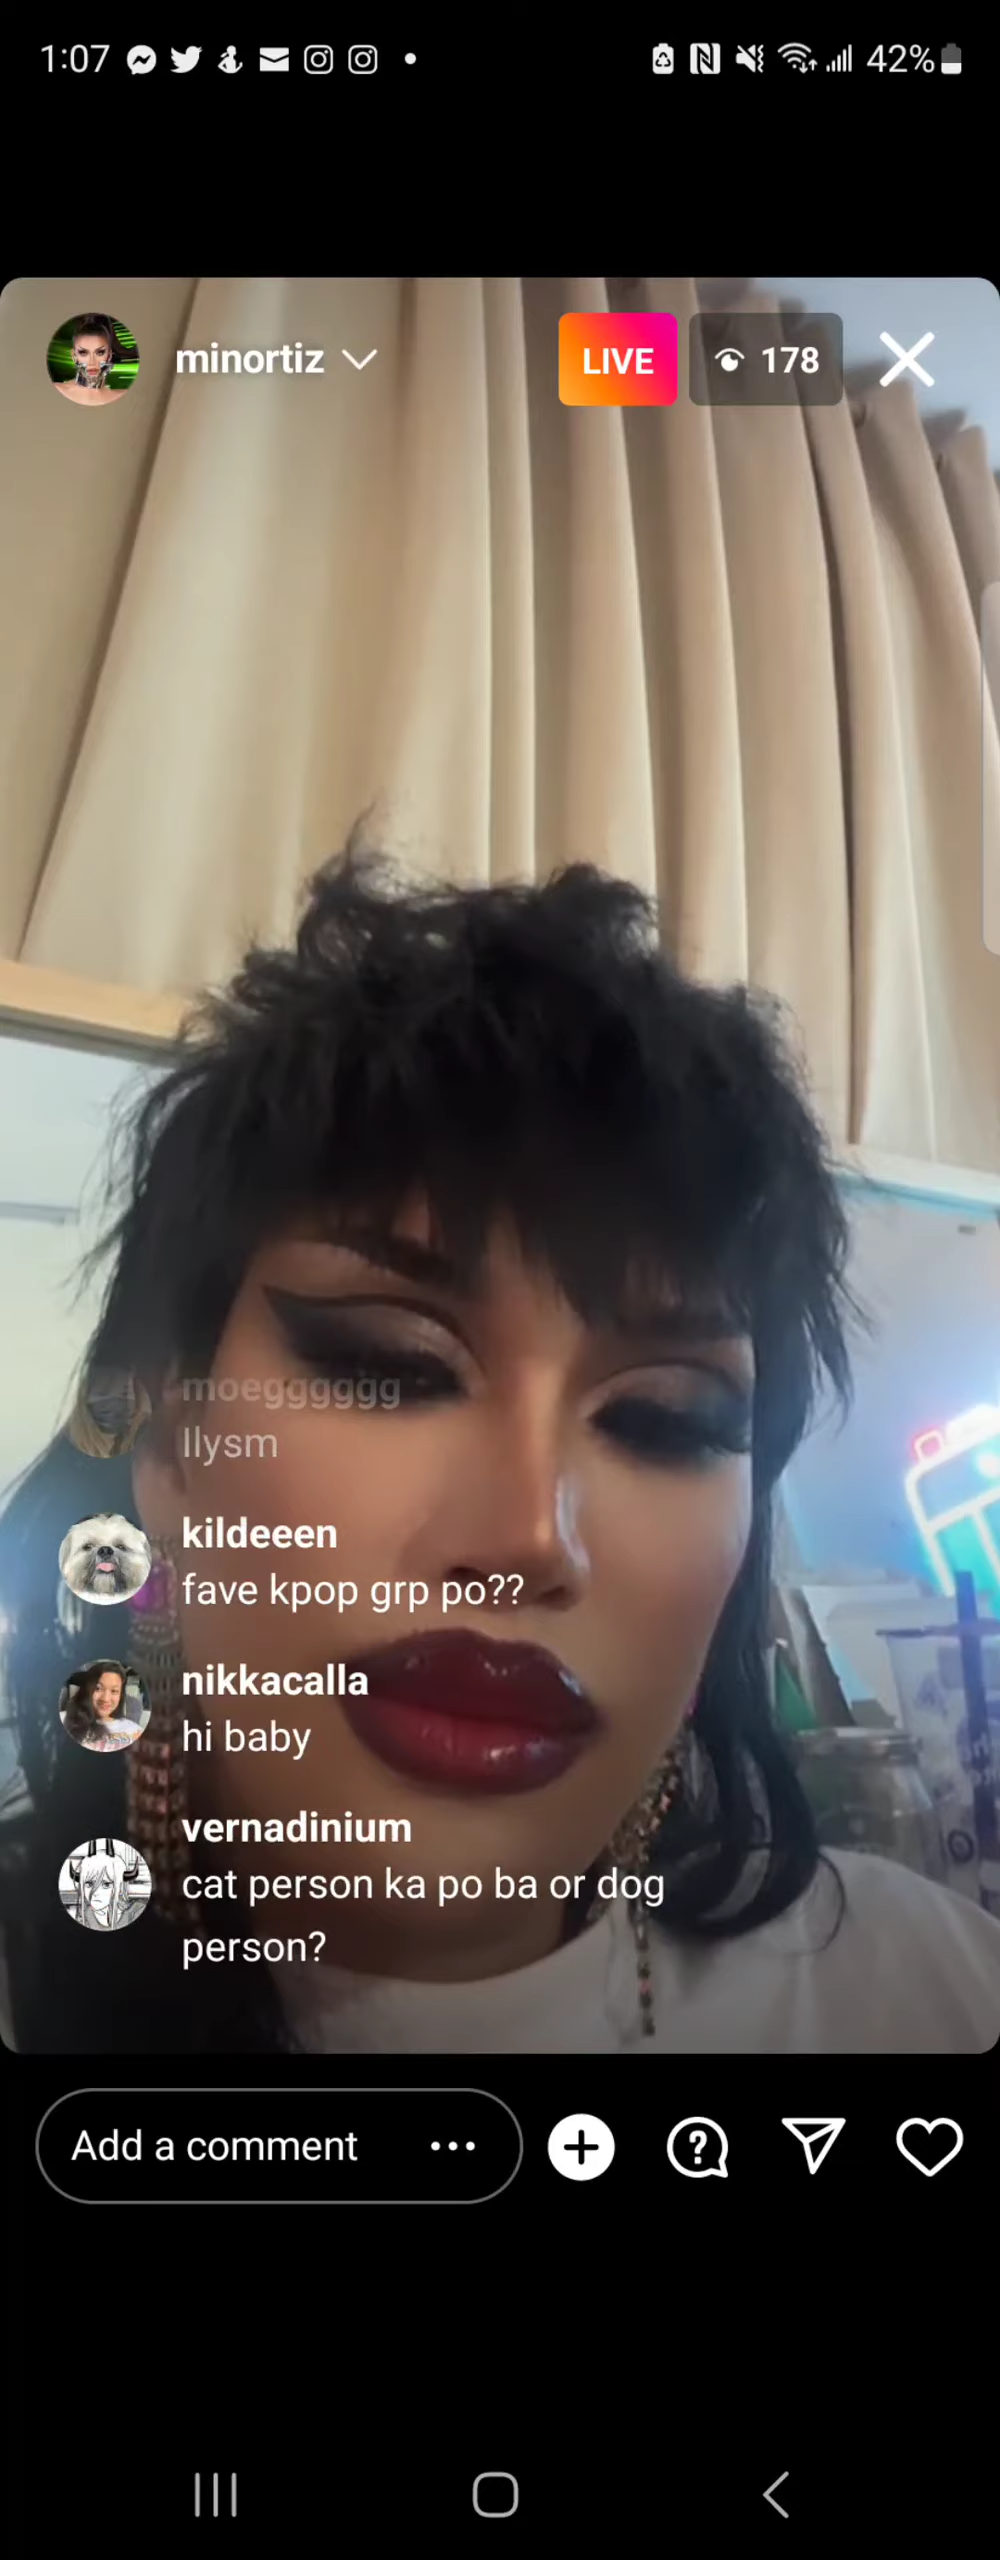 1:07
42%
minortiz
LIVE
178
moegggggg
Ilysm
kildeeen
fave kpop grp po??
nikkacalla
hi baby
vernadinium
cat person ka po ba or dog
person?
Add a comment